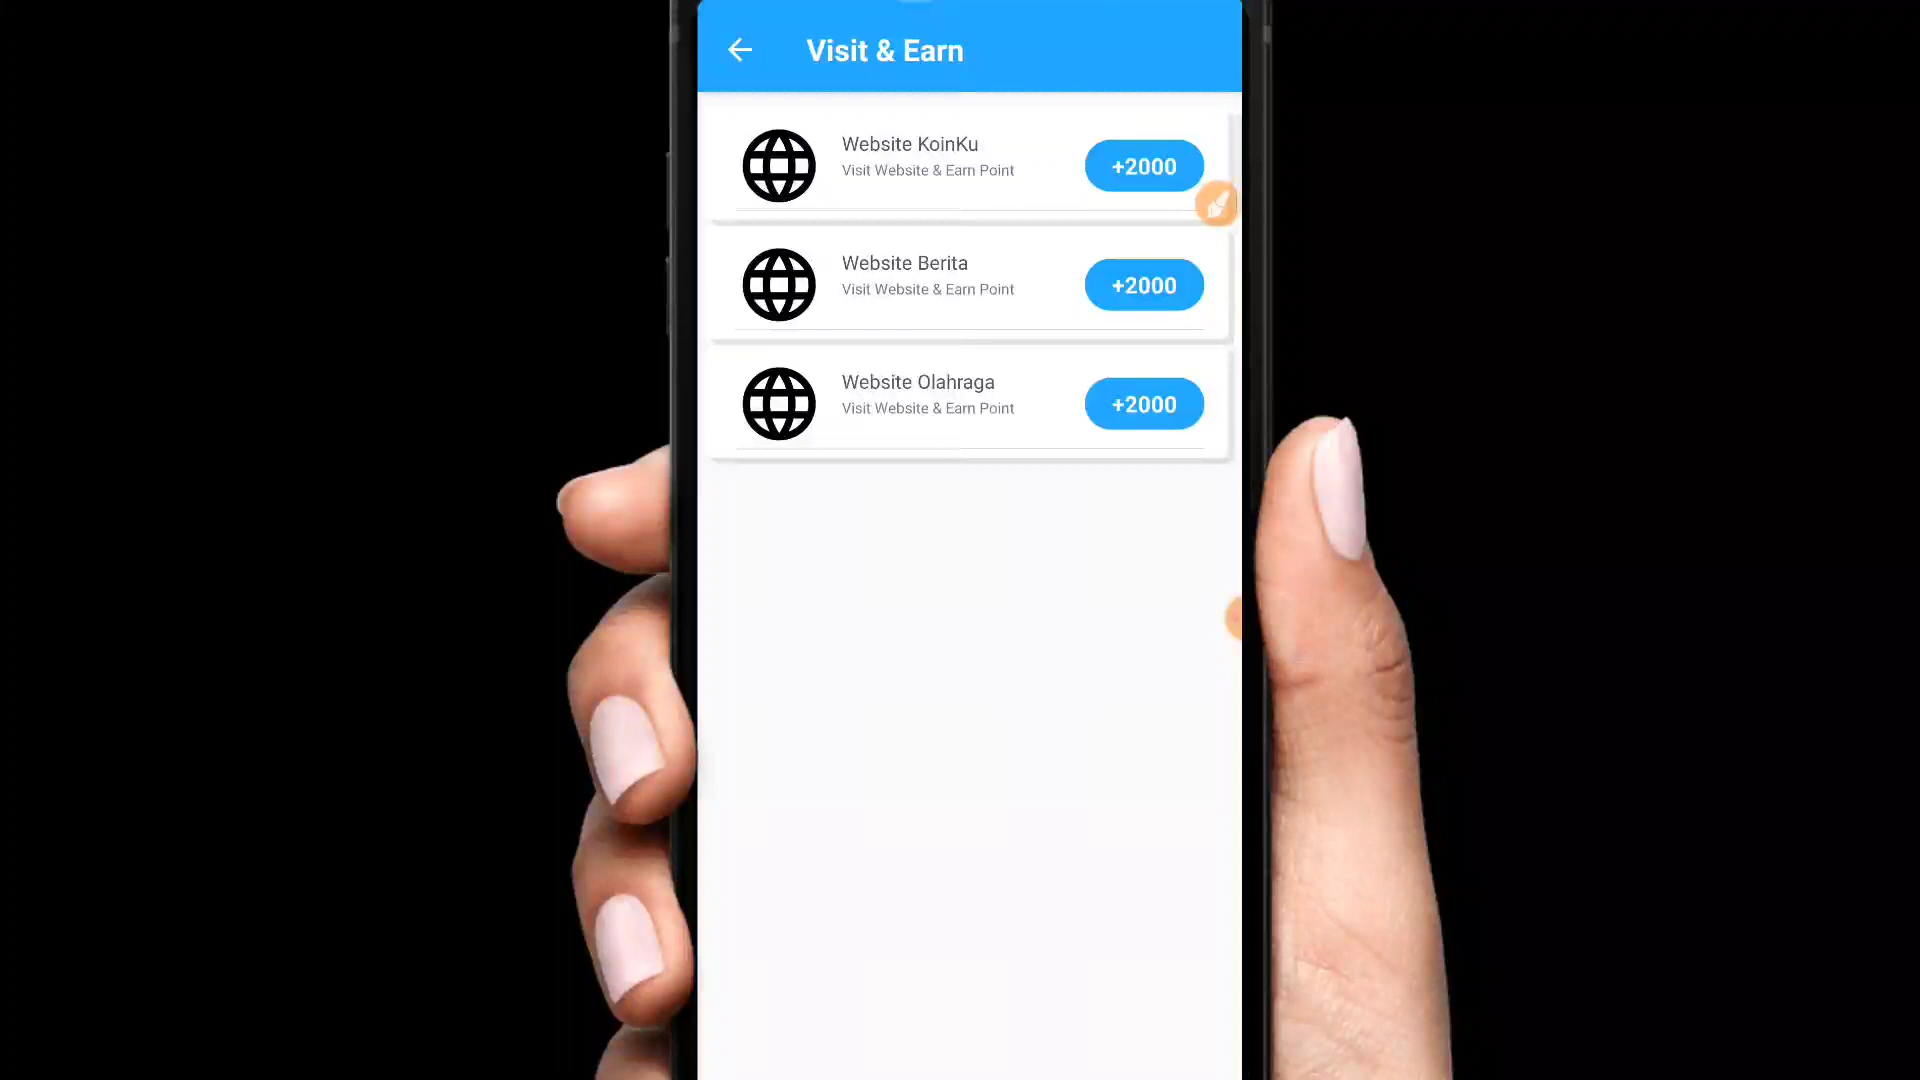 Visit & Earn
Website KoinKu
Visit Website & Earn Point
+2000
Website Berita
Visit Website & Earn Point
+2000
Website Olahraga
Visit Website & Earn Point
+2000